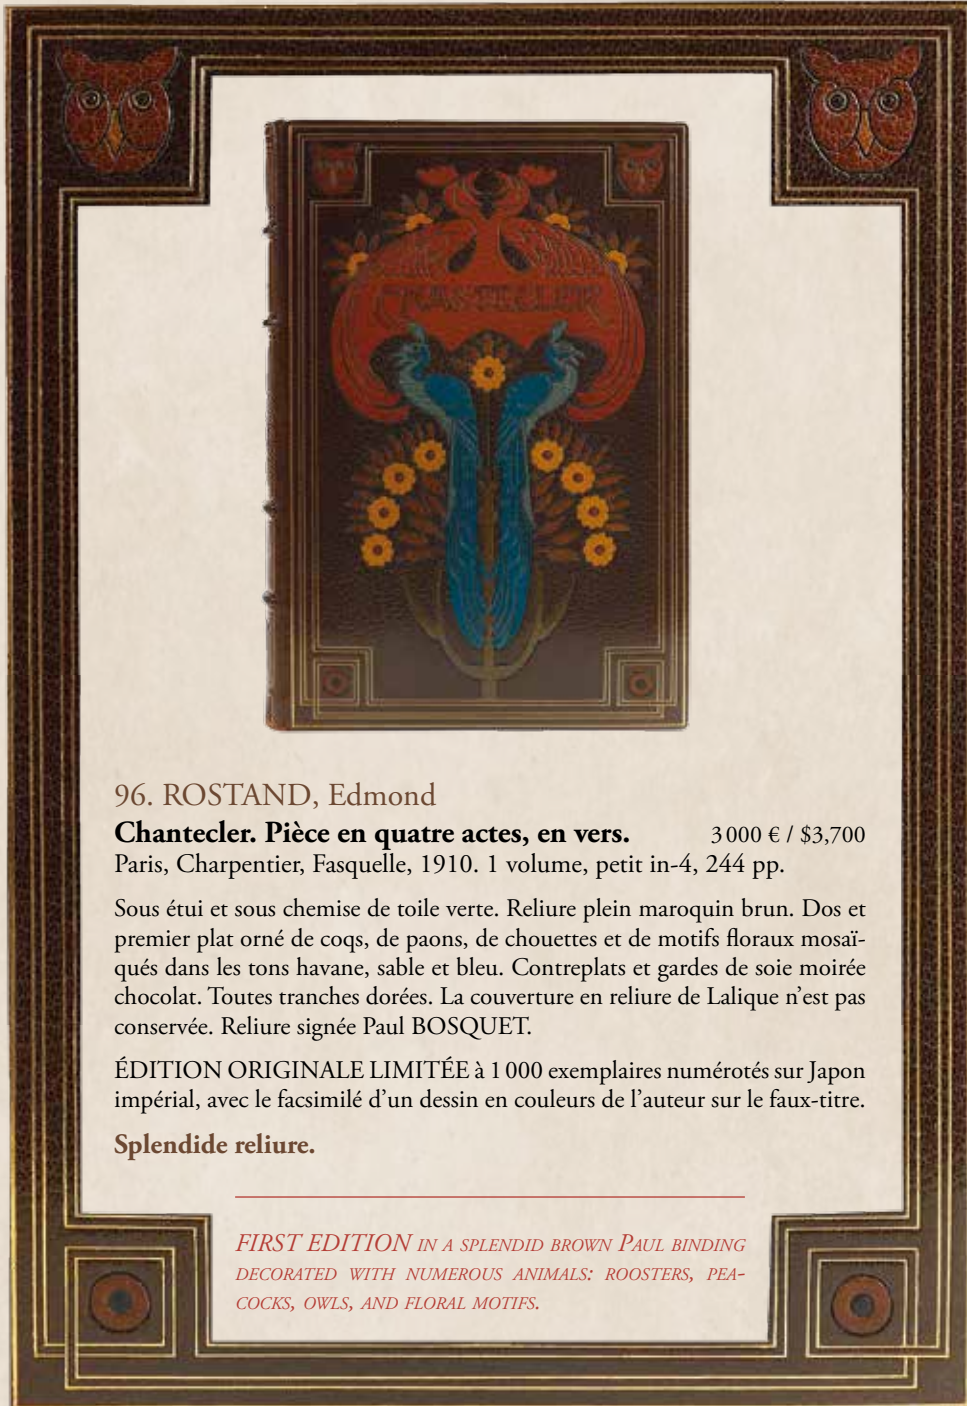 CHANTECLER
96. ROSTAND, Edmond
Chantecler. Pièce en quatre actes, en vers. 3 000 € / $3,700
Paris, Charpentier, Fasquelle, 1910. 1 volume, petit in-4, 244 pp.
Sous étui et sous chemise de toile verte. Reliure plein maroquin brun. Dos et
premier plat orné de coqs, de paons, de chouettes et de motifs floraux mosaï-
qués dans les tons havane, sable et bleu. Contreplats et gardes de soie moirée
chocolat. Toutes tranches dorées. La couverture en reliure de Lalique n’est pas
conservée. Reliure signée Paul BOSQUET.
ÉDITION ORIGINALE LIMITÉE à 1 000 exemplaires numérotés sur Japon
impérial, avec le facsimilé d’un dessin en couleurs de l’auteur sur le faux-titre.
Splendide reliure.
FIRST EDITION IN A SPLENDID BROWN PAUL BINDING
DECORATED WITH NUMEROUS ANIMALS: ROOSTERS, PEA-
COCKS, OWLS, AND FLORAL MOTIFS.